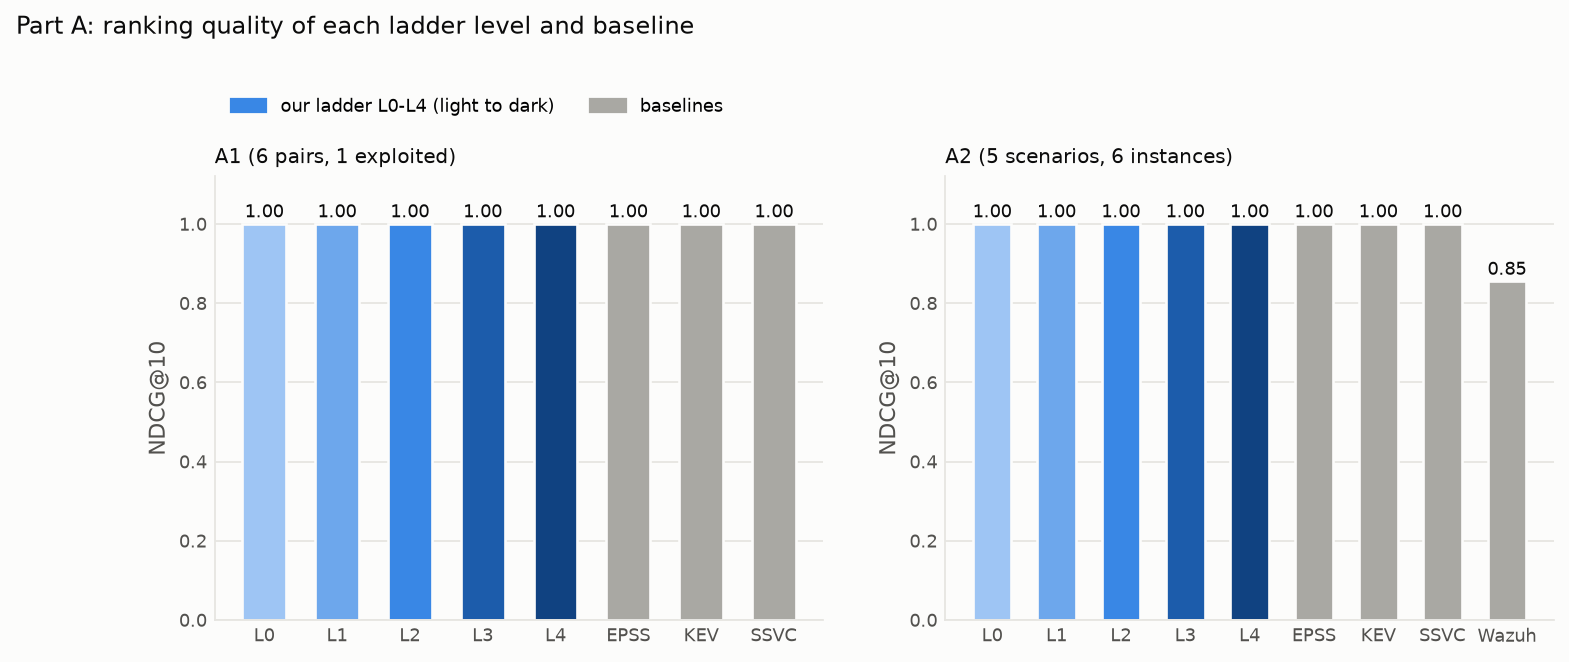 Part A: ranking quality of each ladder level and baseline
our ladder L0-L4 (light to dark)
baselines
A1 (6 pairs, 1 exploited)
NDCG@10
1.0
0.8
0.6
0.4
0.2
0.0
1.00 1.00 1.00 1.00 1.00 1.00 1.00 1.00
L0 L1 L2 L3 L4 EPSS KEV SSVC
A2 (5 scenarios, 6 instances)
NDCG@10
1.0
0.8
0.6
0.4
0.2
0.0
1.00 1.00 1.00 1.00 1.00 1.00 1.00 1.00 0.85
L0 L1 L2 L3 L4 EPSS KEV SSVC Wazuh